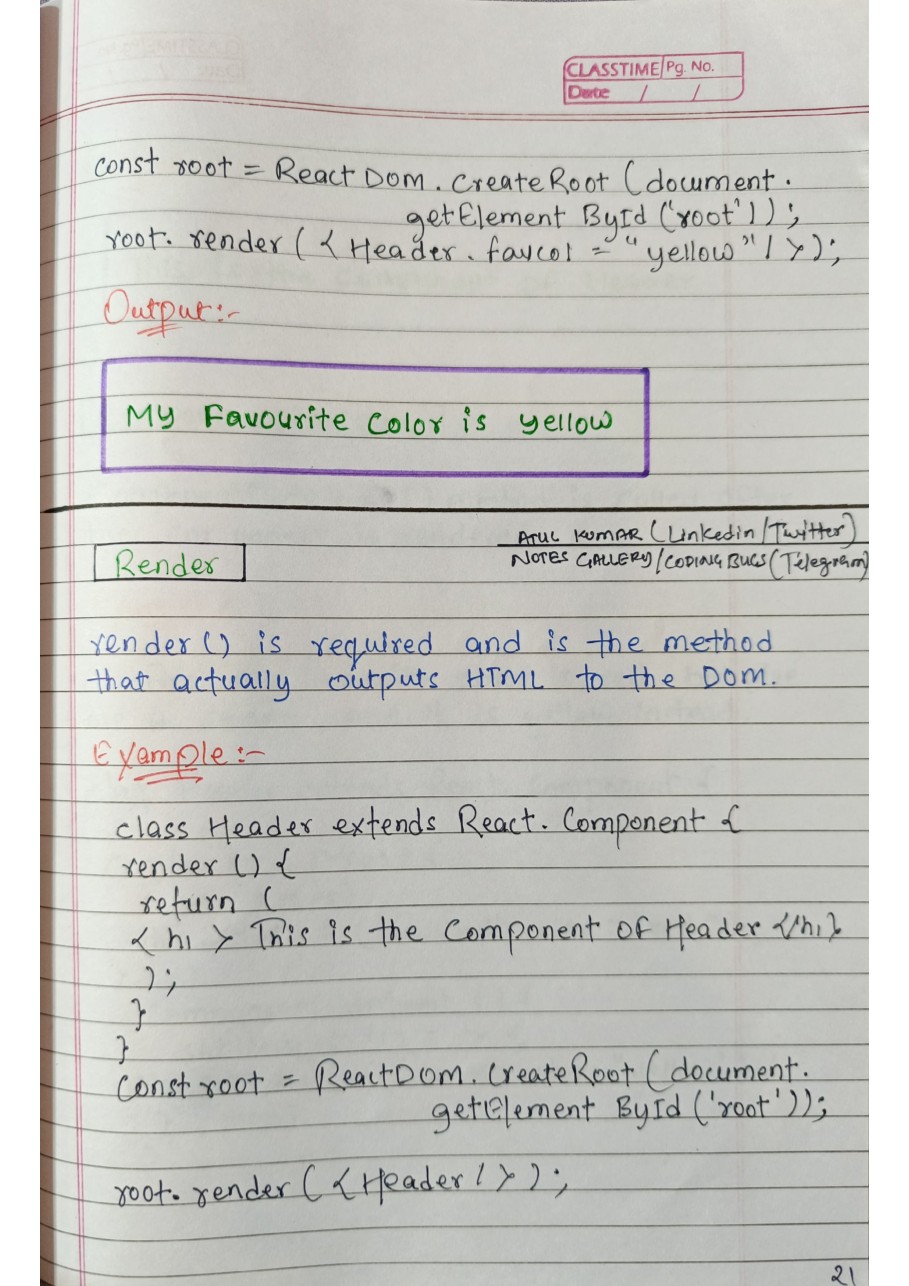 CLASSTIME Pg. No.
Date / /
const root = React Dom. Create Root (document.
getElement ById ('root'));
root. render ( < Header . favcol = "yellow" / >);
Output:-
My Favourite Color is yellow
ATUL KUMAR (Linkedin/Twitter)
Render
NOTES GALLERY/CODING BUGS (Telegram)
render () is required and is the method
that actually outputs HTML to the DOM.
Example:-
class Header extends React. Component {
render () {
return (
< h1 > This is the Component OF Header </h1>
);
}
}
Const root = ReactDom. CreateRoot (document.
getElement ById ('root'));
root. render ( <Header / > );
21